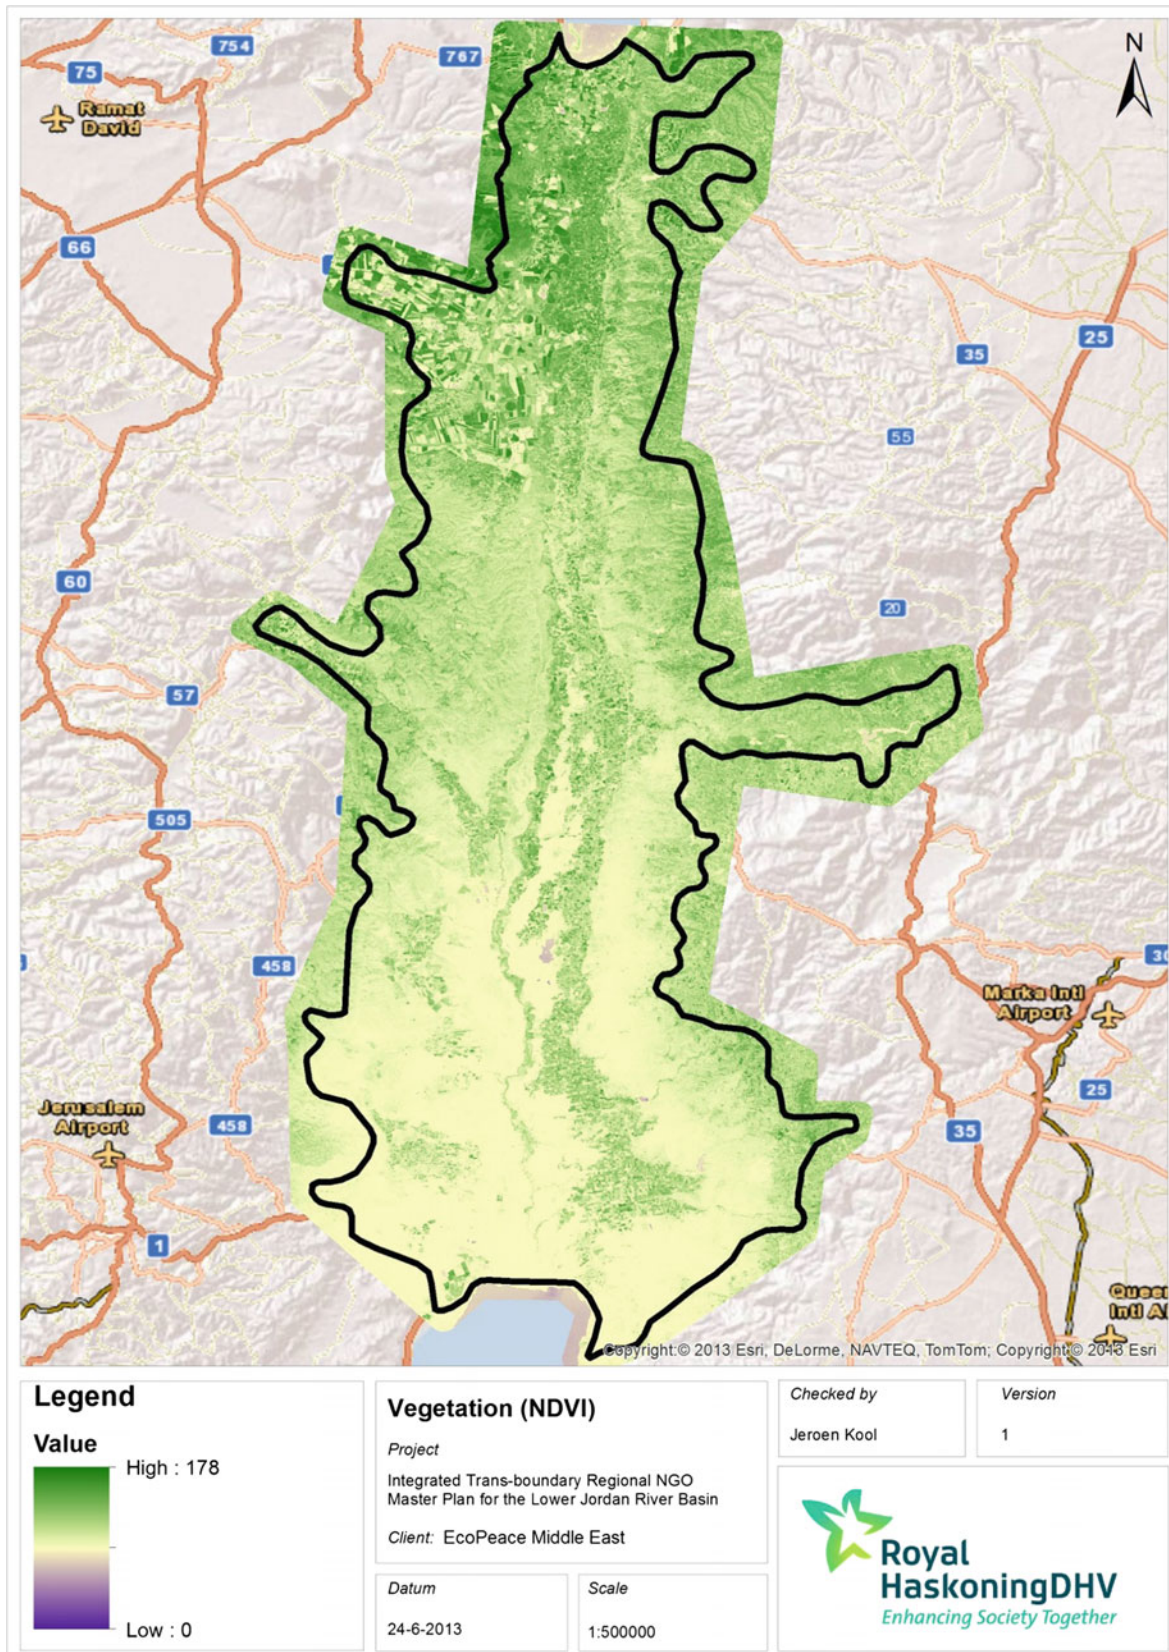 N
754
767
75
Ramat
David
66
25
35
55
60
20
57
505
458
30
Marka Intl
Airport
25
Jerusalem
Airport
458
35
1
Queen
Intl A
Copyright:© 2013 Esri, DeLorme, NAVTEQ, TomTom; Copyright:© 2013 Esri
Legend
Value
High : 178
Low : 0
Vegetation (NDVI)
Project
Integrated Trans-boundary Regional NGO
Master Plan for the Lower Jordan River Basin
Client: EcoPeace Middle East
Datum
24-6-2013
Scale
1:500000
Checked by
Jeroen Kool
Version
1
Royal
HaskoningDHV
Enhancing Society Together